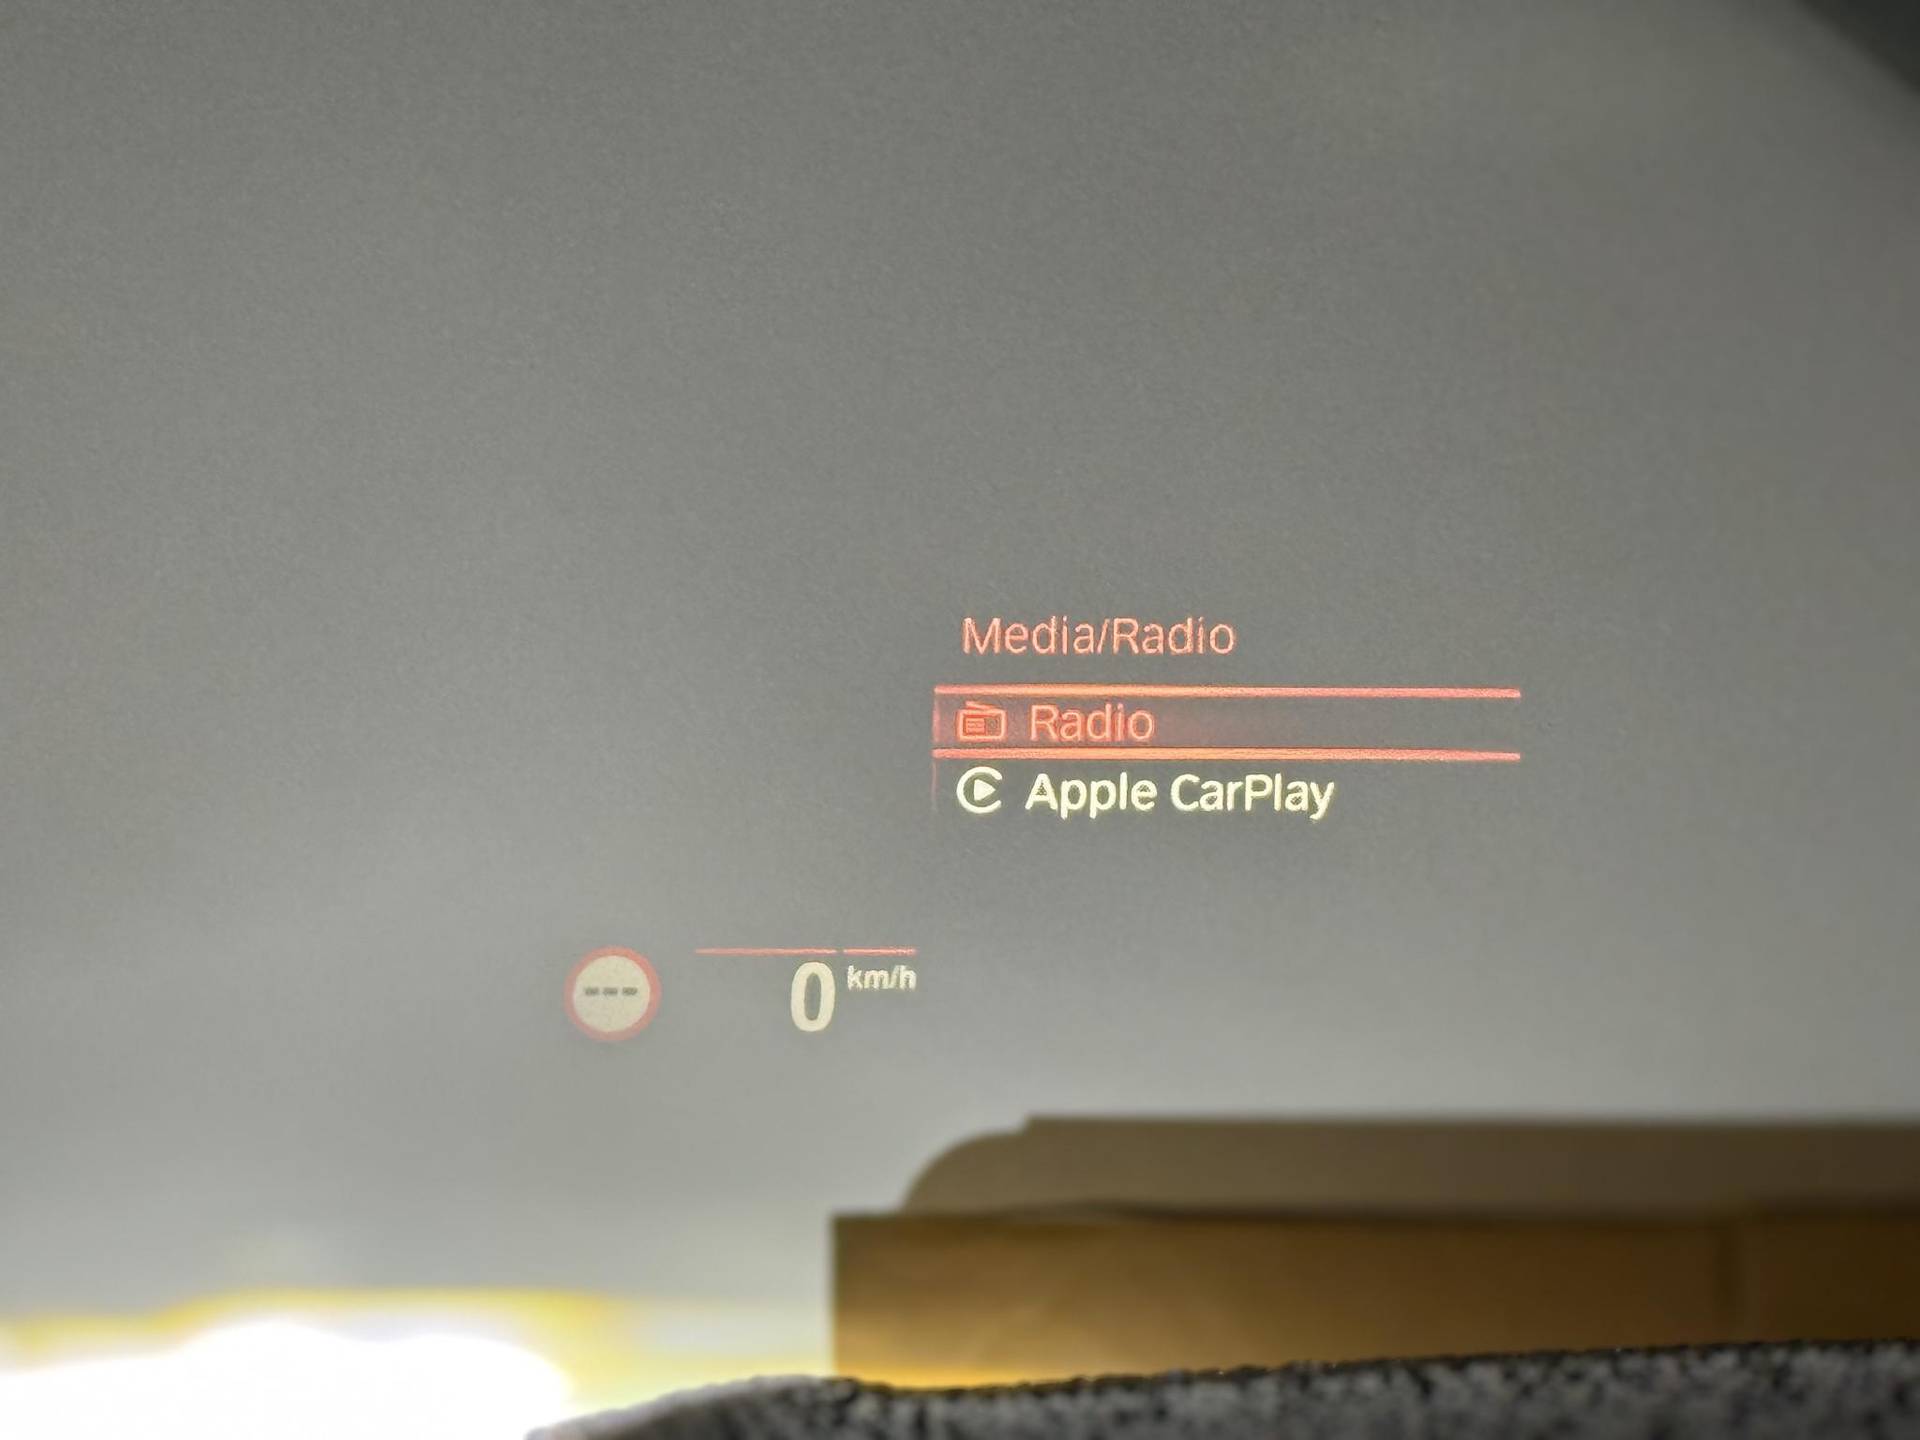 Media/Radio
Radio
Apple CarPlay
---
0 km/h